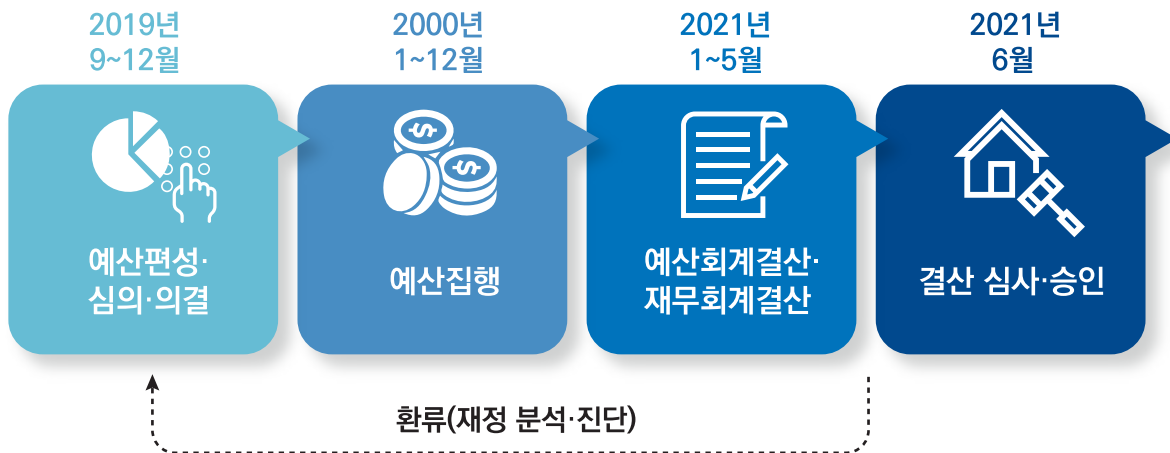 2019년
9~12월
2000년
1~12월
2021년
1~5월
2021년
6월
예산편성·
심의·의결
예산집행
예산회계결산·
재무회계결산
결산 심사·승인
환류(재정 분석·진단)